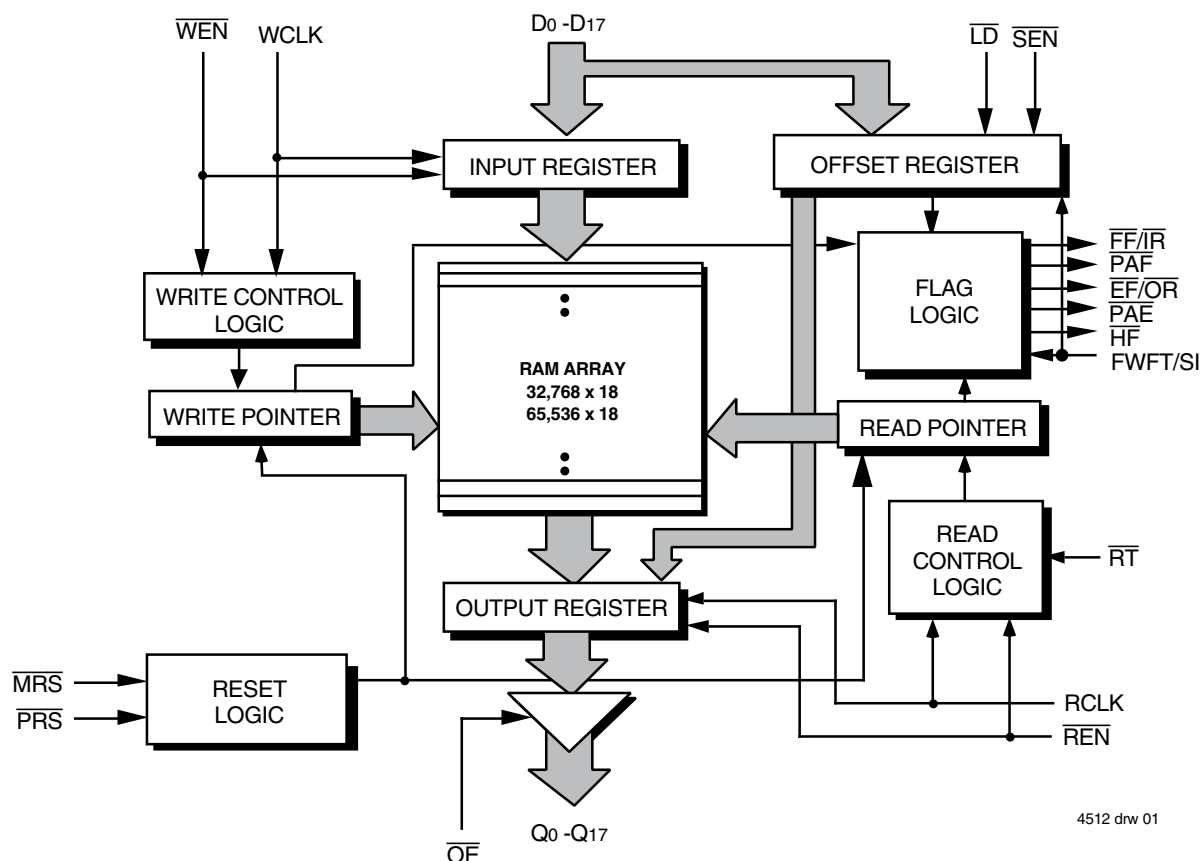 WEN
WCLK
D0 -D17
LD
SEN
INPUT REGISTER
OFFSET REGISTER
WRITE CONTROL
LOGIC
FLAG
LOGIC
FF/IR
PAF
EF/OR
PAE
HF
FWFT/SI
RAM ARRAY
32,768 x 18
65,536 x 18
WRITE POINTER
READ POINTER
READ
CONTROL
LOGIC
RT
OUTPUT REGISTER
MRS
PRS
RESET
LOGIC
RCLK
REN
OE
Q0 -Q17
4512 drw 01